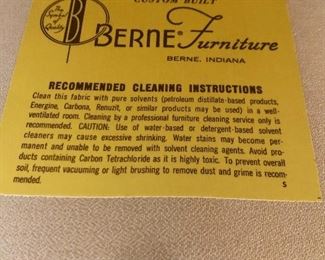 CUSTOM BUILT
The Symbol of Quality
B
BERNE Furniture
BERNE, INDIANA
RECOMMENDED CLEANING INSTRUCTIONS
Clean this fabric with pure solvents (petroleum distillate-based products,
Energine, Carbona, Renuzit, or similar products may be used) in a well-
ventilated room. Cleaning by a professional furniture cleaning service only is
recommended. CAUTION: Use of water-based or detergent-based solvent
cleaners may cause excessive shrinking. Water stains may become per-
manent and unable to be removed with solvent cleaning agents. Avoid pro-
ducts containing Carbon Tetrachloride as it is highly toxic. To prevent overall
soil, frequent vacuuming or light brushing to remove dust and grime is recom-
mended.
S